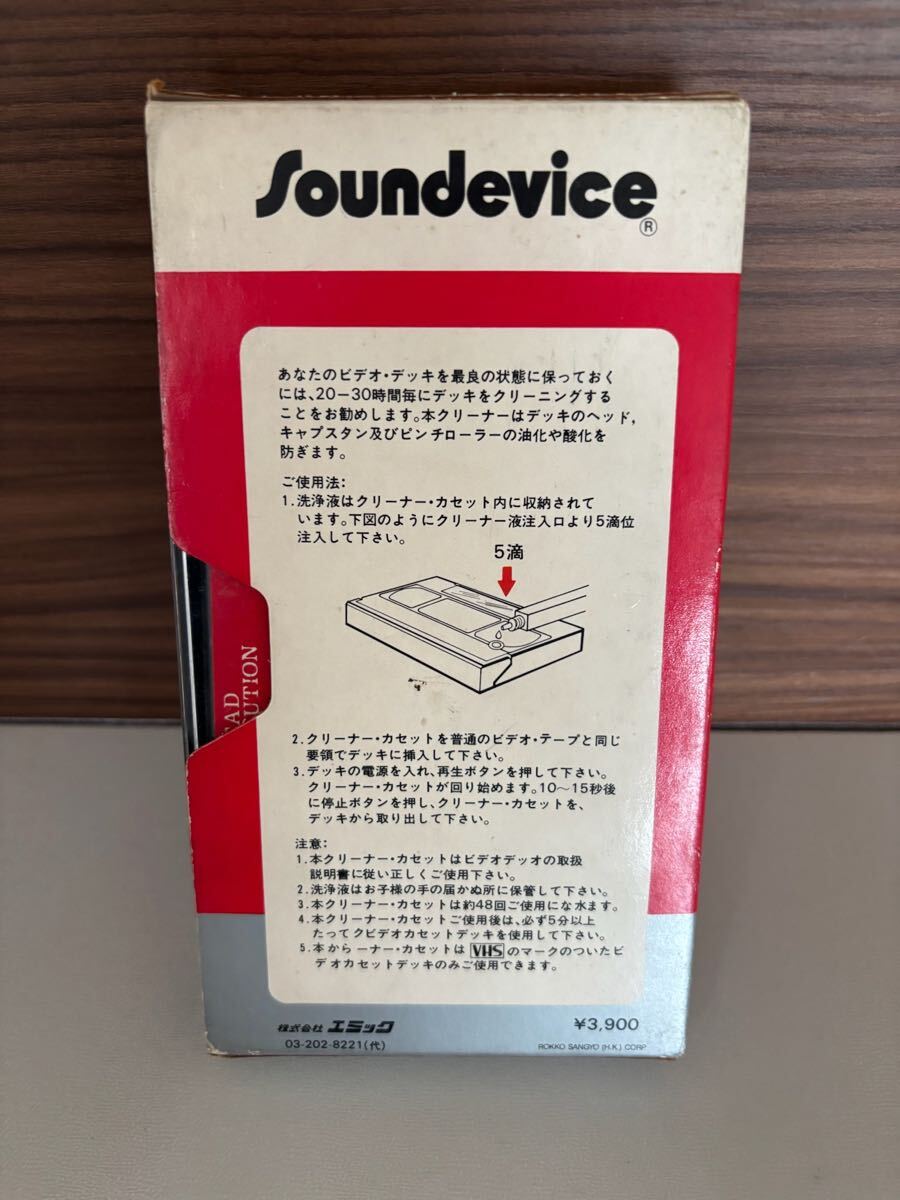 Soundevice
®
あなたのビデオ・デッキを最良の状態に保っておく
には、20−30時間毎にデッキをクリーニングする
ことをお勧めします。本クリーナーはデッキのヘッド,
キャプスタン及びピンチローラーの油化や酸化を
防ぎます。
ご使用法:
1.洗浄液はクリーナー・カセット内に収納されて
います。下図のようにクリーナー液注入口より5滴位
注入して下さい。
5滴
2.クリーナー・カセットを普通のビデオ・テープと同じ
要領でデッキに挿入して下さい。
3.デッキの電源を入れ、再生ボタンを押して下さい。
クリーナー・カセットが回り始めます。10〜15秒後
に停止ボタンを押し、クリーナー・カセットを、
デッキから取り出して下さい。
注意:
1.本クリーナー・カセットはビデオデッオの取扱
説明書に従い正しくご使用下さい。
2.洗浄液はお子様の手の届かぬ所に保管して下さい。
3.本クリーナー・カセットは約48回ご使用にな水ます。
4.本クリーナー・カセットご使用後は、必ず5分以上
たってクビデオカセットデッキを使用して下さい。
5.本からーナー・カセットはVHSのマークのついたビ
デオカセットデッキのみご使用できます。
株式会社 エミック
03-202-8221(代)
¥3,900
ROKKO SANGYO (H.K.) CORP